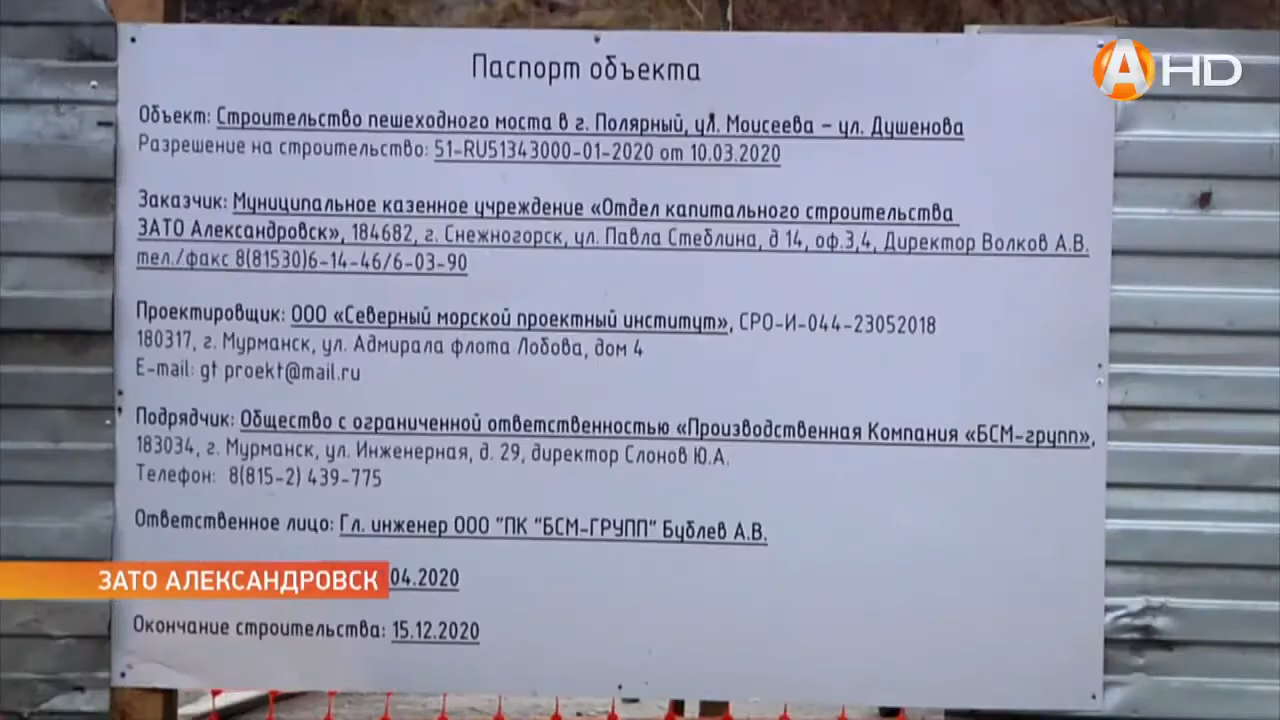 Паспорт объекта
AHD
Объект: Строительство пешеходного моста в г. Полярный, ул. Моисеева – ул. Душенова
Разрешение на строительство: 51-RU51343000-01-2020 от 10.03.2020
Заказчик: Муниципальное казенное учреждение «Отдел капитального строительства
ЗАТО Александровск», 184682, г. Снежногорск, ул. Павла Стеблина, д 14, оф.3,4, Директор Волков А.В.
тел./факс 8(81530)6-14-46/6-03-90
Проектировщик: ООО «Северный морской проектный институт», СРО-И-044-23052018
180317, г. Мурманск, ул. Адмирала флота Лобова, дом 4
E-mail: gt proekt@mail.ru
Подрядчик: Общество с ограниченной ответственностью «Производственная Компания «БСМ-групп»,
183034, г. Мурманск, ул. Инженерная, д. 29, директор Слонов Ю.А.
Телефон: 8(815-2) 439-775
Ответственное лицо: Гл. инженер ООО "ПК "БСМ-ГРУПП" Бублев А.В.
ЗАТО АЛЕКСАНДРОВСК 04.2020
Окончание строительства: 15.12.2020